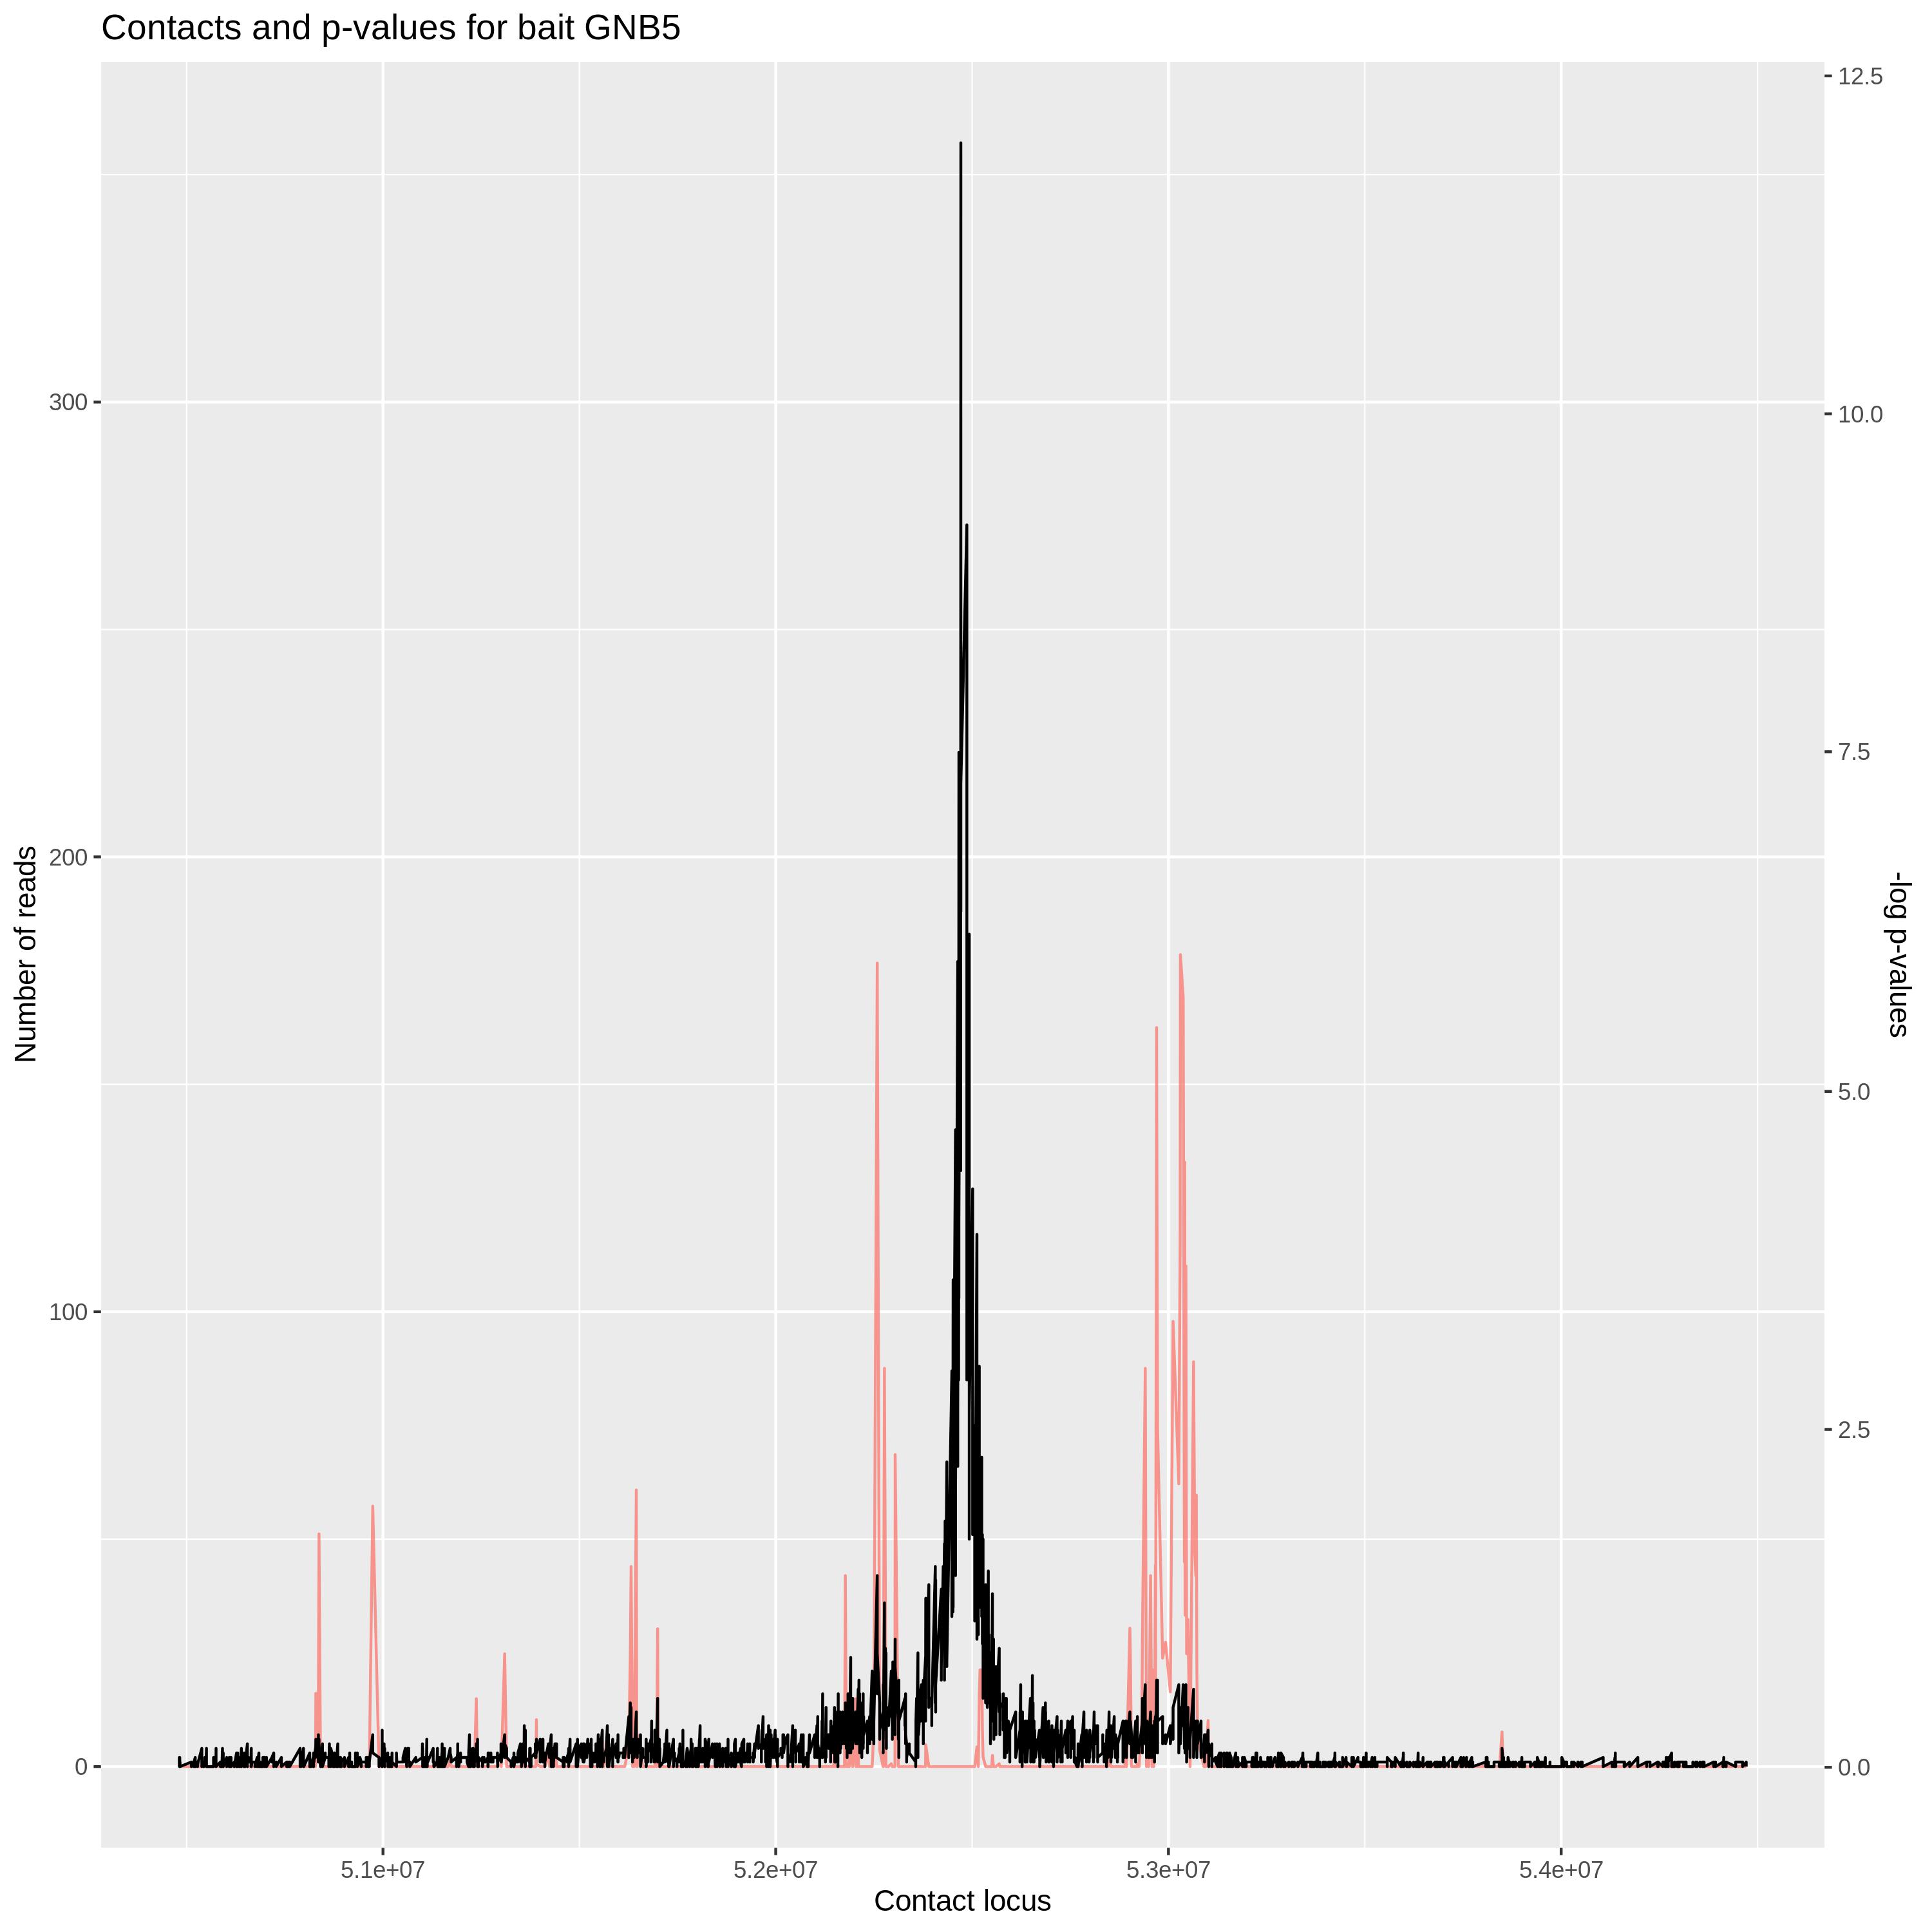 Contacts and p-values for bait GNB5
12.5
300
10.0
7.5
200
Number of reads
-log p-values
5.0
100
2.5
0
0.0
5.1e+07
5.2e+07
5.3e+07
5.4e+07
Contact locus